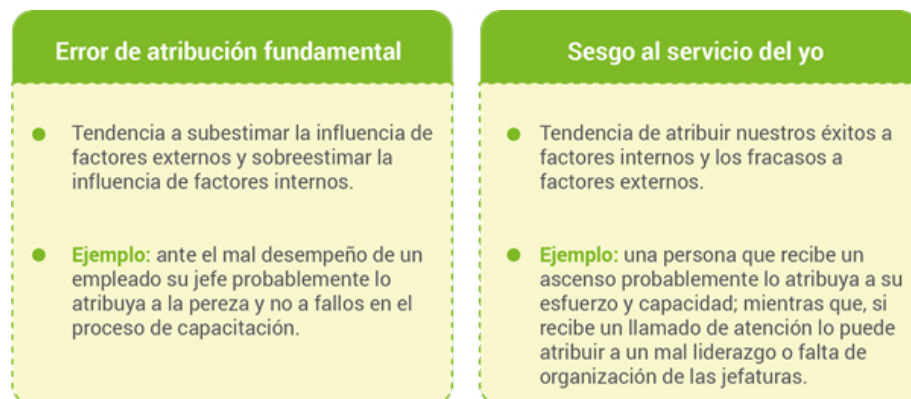 Error de atribución fundamental
Tendencia a subestimar la influencia de
factores externos y sobreestimar la
influencia de factores internos.
Ejemplo: ante el mal desempeño de un
empleado su jefe probablemente lo
atribuya a la pereza y no a fallos en el
proceso de capacitación.
Sesgo al servicio del yo
Tendencia de atribuir nuestros éxitos a
factores internos y los fracasos a
factores externos.
Ejemplo: una persona que recibe un
ascenso probablemente lo atribuya a su
esfuerzo y capacidad; mientras que, si
recibe un llamado de atención lo puede
atribuir a un mal liderazgo o falta de
organización de las jefaturas.